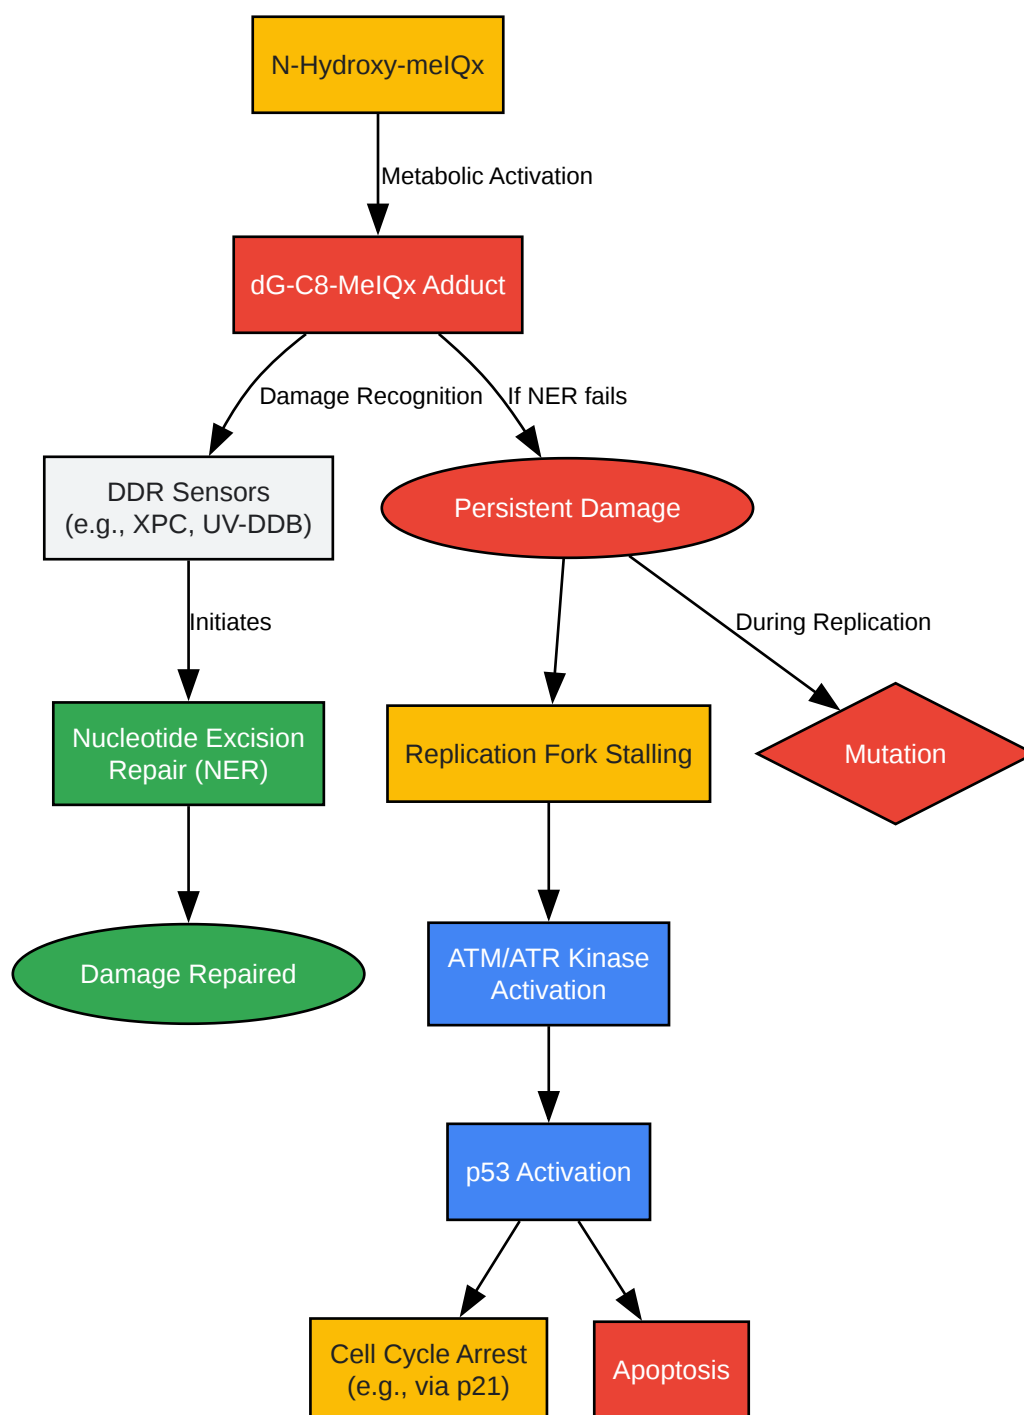 N-Hydroxy-meIQx
Metabolic Activation
dG-C8-MeIQx Adduct
Damage Recognition
If NER fails
DDR Sensors
(e.g., XPC, UV-DDB)
Persistent Damage
Initiates
During Replication
Nucleotide Excision
Repair (NER)
Replication Fork Stalling
Mutation
Damage Repaired
ATM/ATR Kinase
Activation
p53 Activation
Cell Cycle Arrest
(e.g., via p21)
Apoptosis